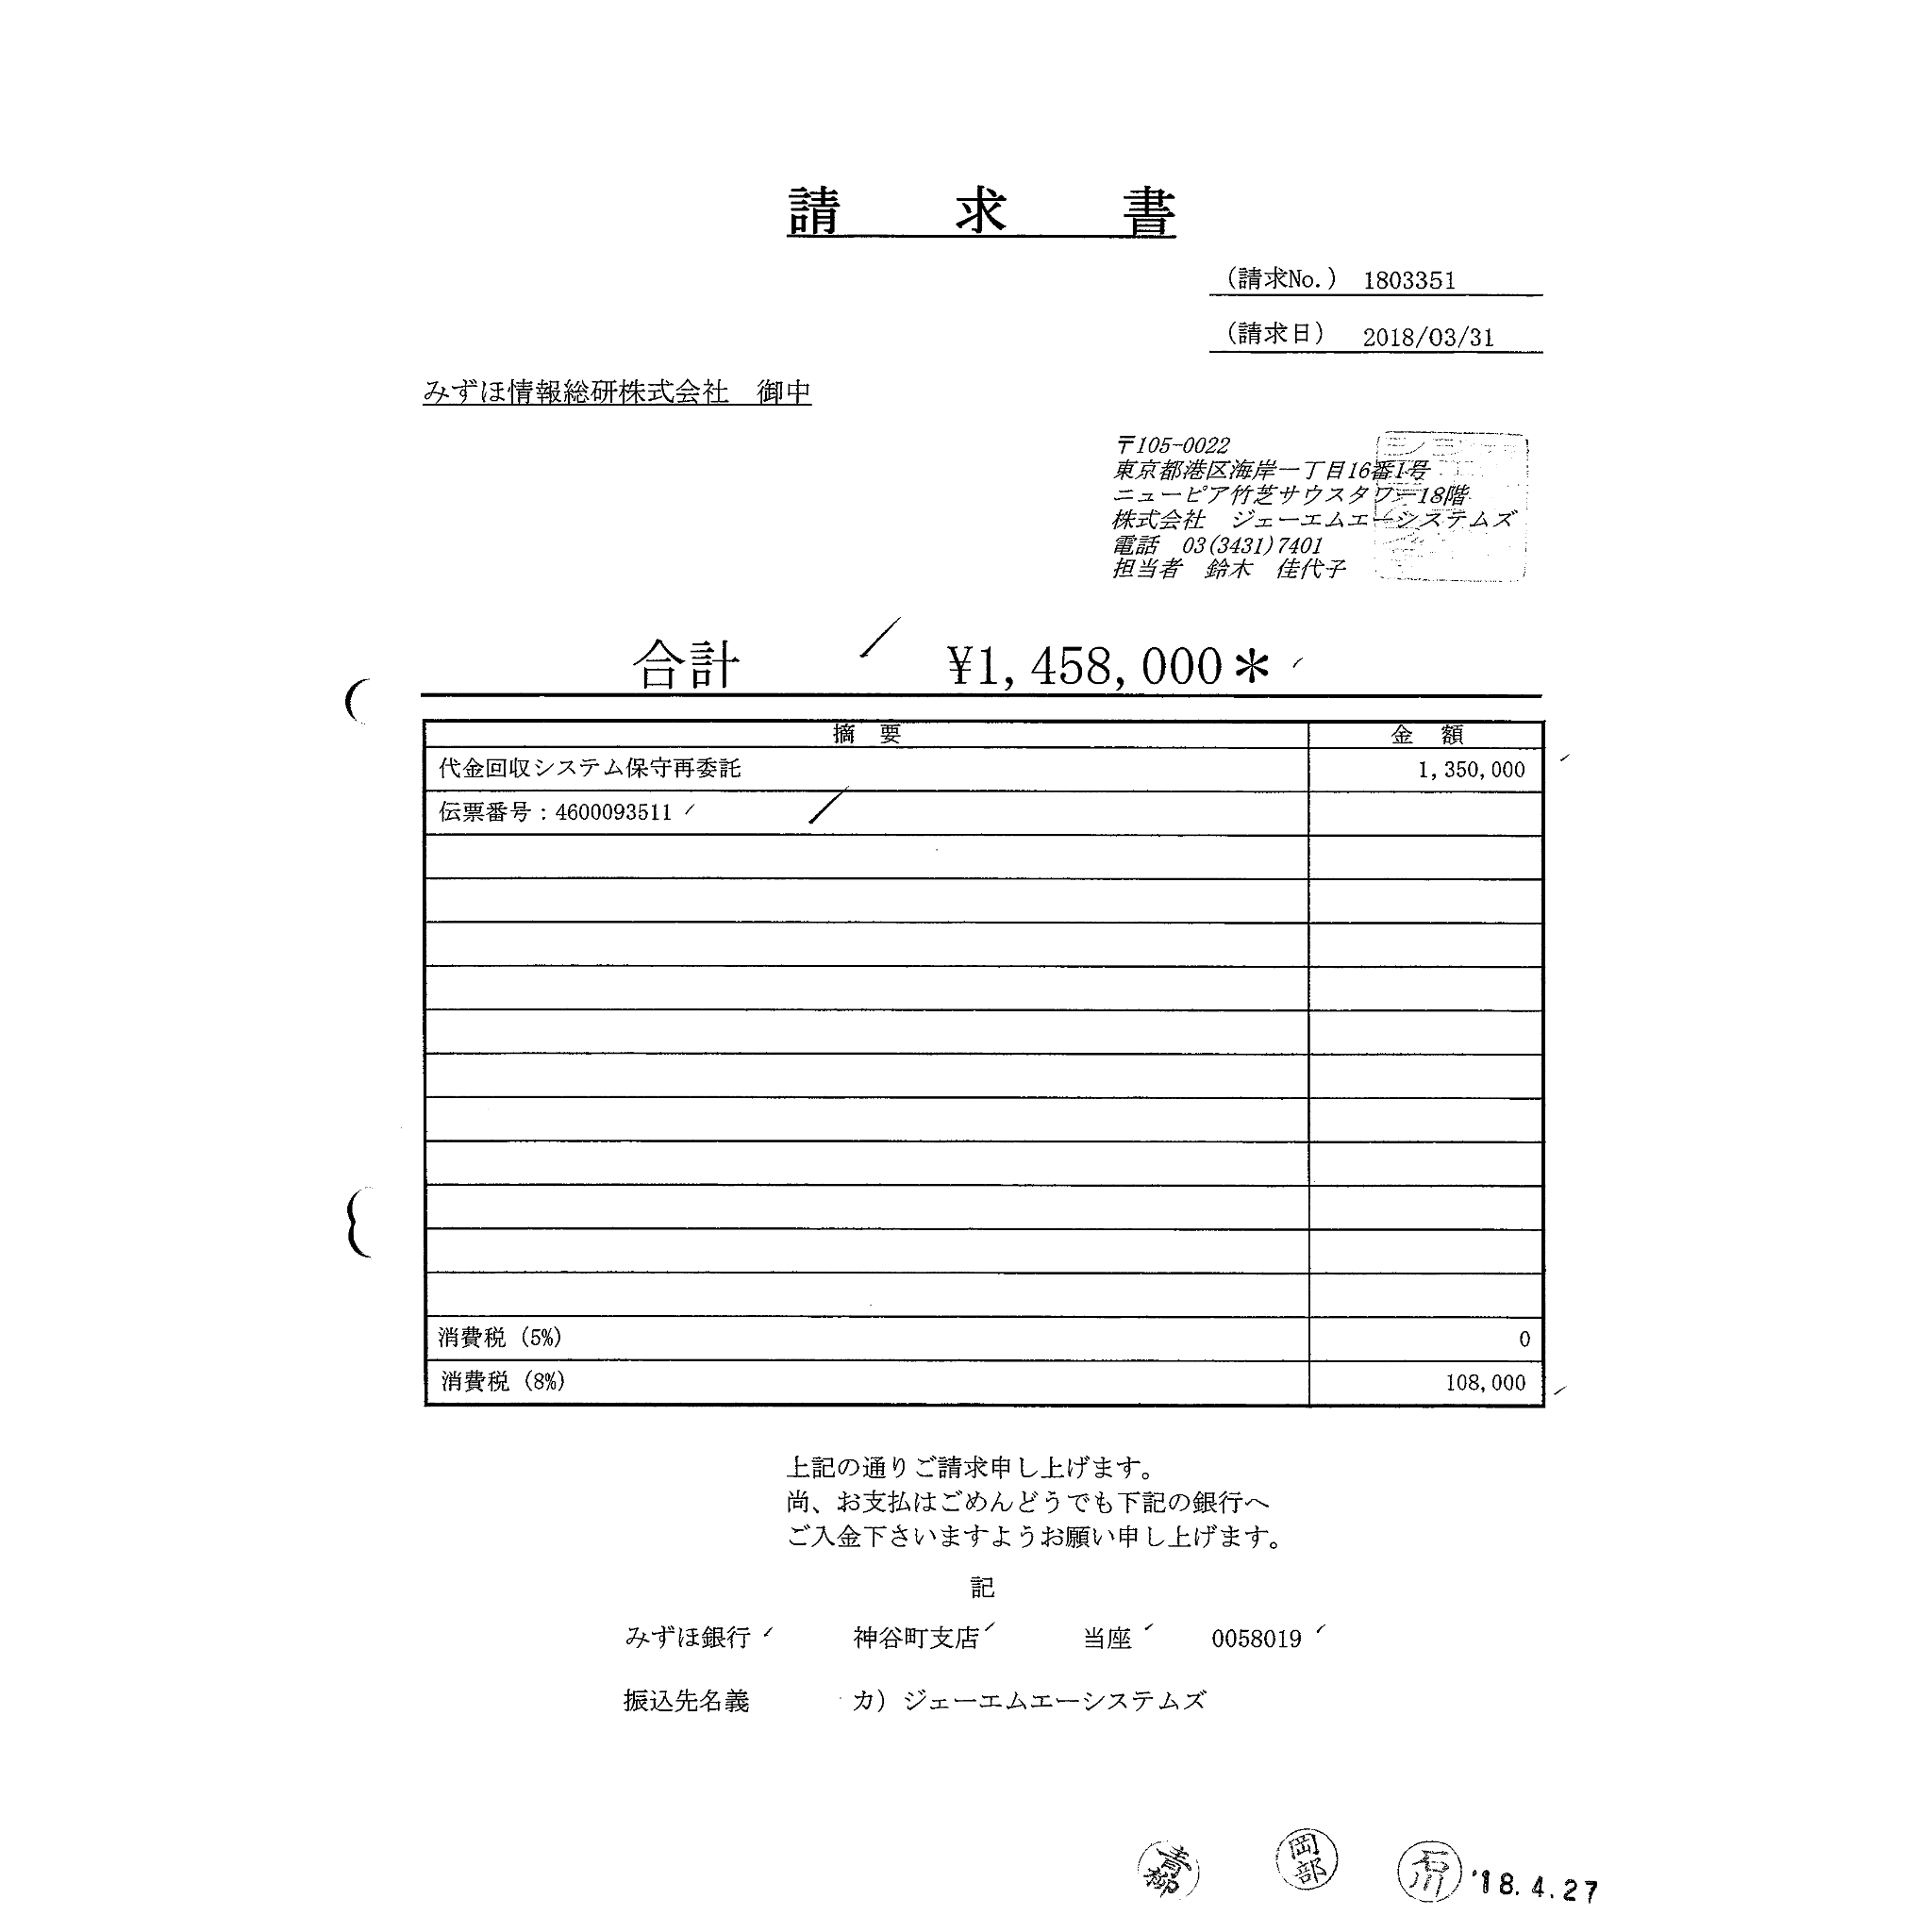 請求書
(請求No.) 1803351
(請求日) 2018/03/31
みずほ情報総研株式会社 御中
〒105-0022
東京都港区海岸一丁目16番1号
ニューピア竹芝サウスタワー18階
株式会社 ジェーエムエーシステムズ
電話 03(3431)7401
担当者 鈴木 佳代子
合計 ¥1,458,000*
摘要 金額
代金回収システム保守再委託 1,350,000
伝票番号:4600093511
消費税(5%) 0
消費税(8%) 108,000
上記の通りご請求申し上げます。
尚、お支払はごめんどうでも下記の銀行へ
ご入金下さいますようお願い申し上げます。
記
みずほ銀行 神谷町支店 当座 0058019
振込先名義 カ)ジェーエムエーシステムズ
青柳 岡部 石川 '18.4.27